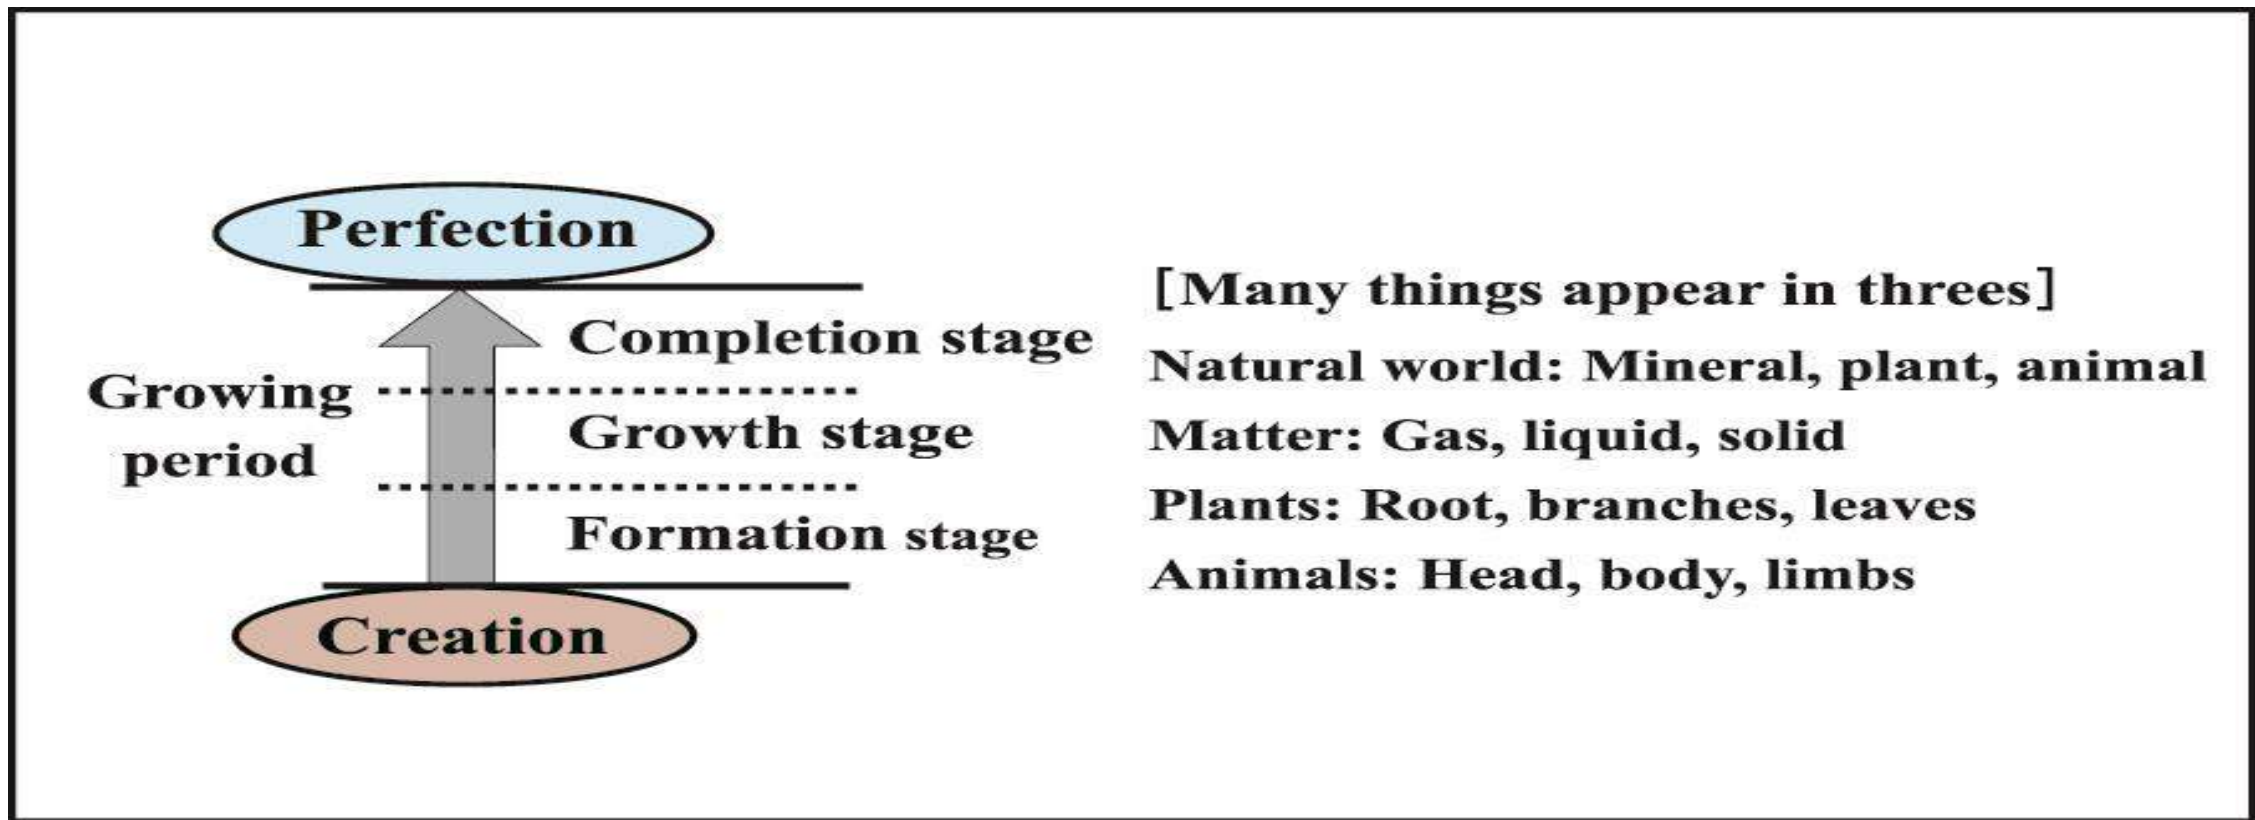 Perfection
Completion stage
Growing
period
Growth stage
Formation stage
Creation
[Many things appear in threes]
Natural world: Mineral, plant, animal
Matter: Gas, liquid, solid
Plants: Root, branches, leaves
Animals: Head, body, limbs